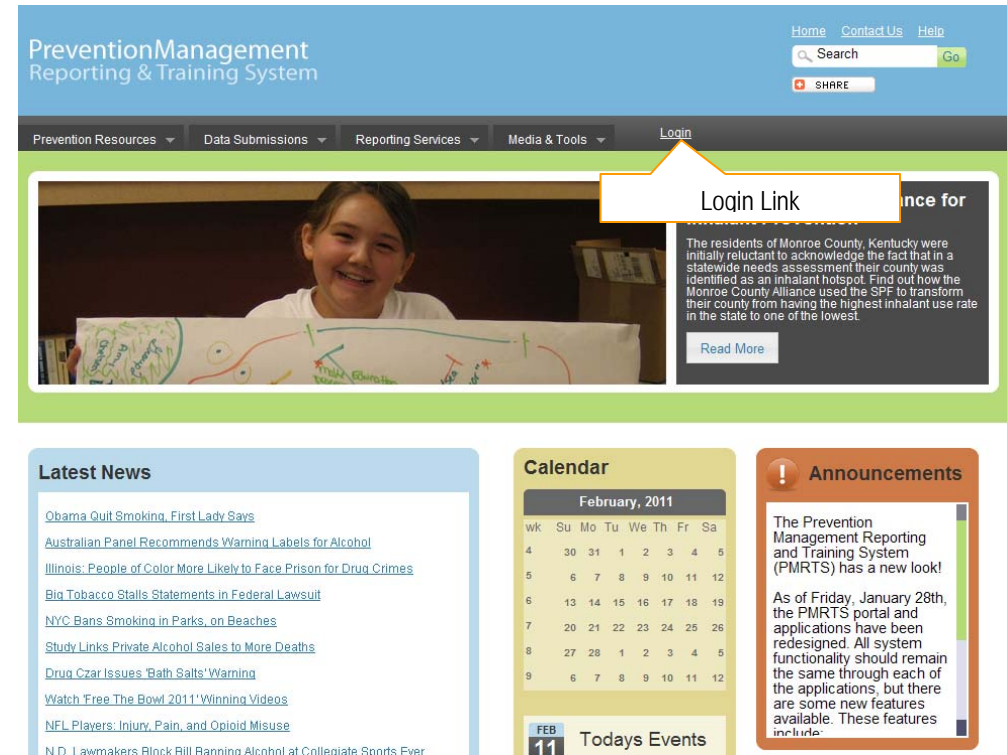 PreventionManagement
Reporting & Training System
Home Contact Us Help
Search Go
SHARE
Prevention Resources Data Submissions Reporting Services Media & Tools Login
Login Link
ance for
The residents of Monroe County, Kentucky were
initially reluctant to acknowledge the fact that in a
statewide needs assessment their county was
identified as an inhalant hotspot. Find out how the
Monroe County Alliance used the SPF to transform
their county from having the highest inhalant use rate
in the state to one of the lowest.
Read More
Latest News
Obama Quit Smoking, First Lady Says
Australian Panel Recommends Warning Labels for Alcohol
Illinois: People of Color More Likely to Face Prison for Drug Crimes
Big Tobacco Stalls Statements in Federal Lawsuit
NYC Bans Smoking in Parks, on Beaches
Study Links Private Alcohol Sales to More Deaths
Drug Czar Issues 'Bath Salts' Warning
Watch 'Free The Bowl 2011' Winning Videos
NFL Players: Injury, Pain, and Opioid Misuse
N.D. Lawmakers Block Bill Banning Alcohol at Collegiate Sports Ever
Calendar
February, 2011
wk Su Mo Tu We Th Fr Sa
4 30 31 1 2 3 4 5
5 6 7 8 9 10 11 12
6 13 14 15 16 17 18 19
7 20 21 22 23 24 25 26
8 27 28 1 2 3 4 5
9 6 7 8 9 10 11 12
FEB
11
Todays Events
! Announcements
The Prevention
Management Reporting
and Training System
(PMRTS) has a new look!
As of Friday, January 28th,
the PMRTS portal and
applications have been
redesigned. All system
functionality should remain
the same through each of
the applications, but there
are some new features
available. These features
include: